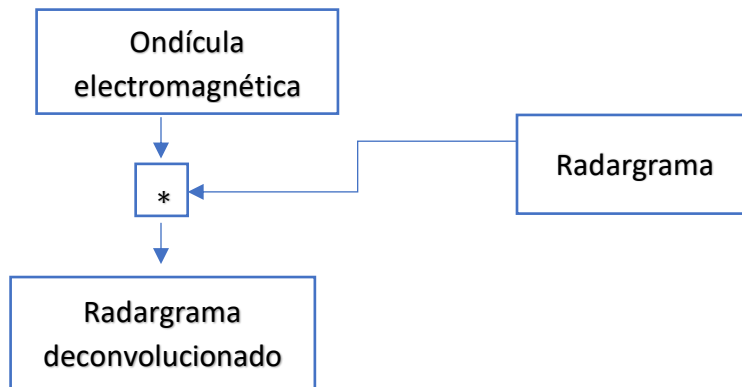 Ondícula
electromagnética
Radargrama
*
Radargrama
deconvolucionado